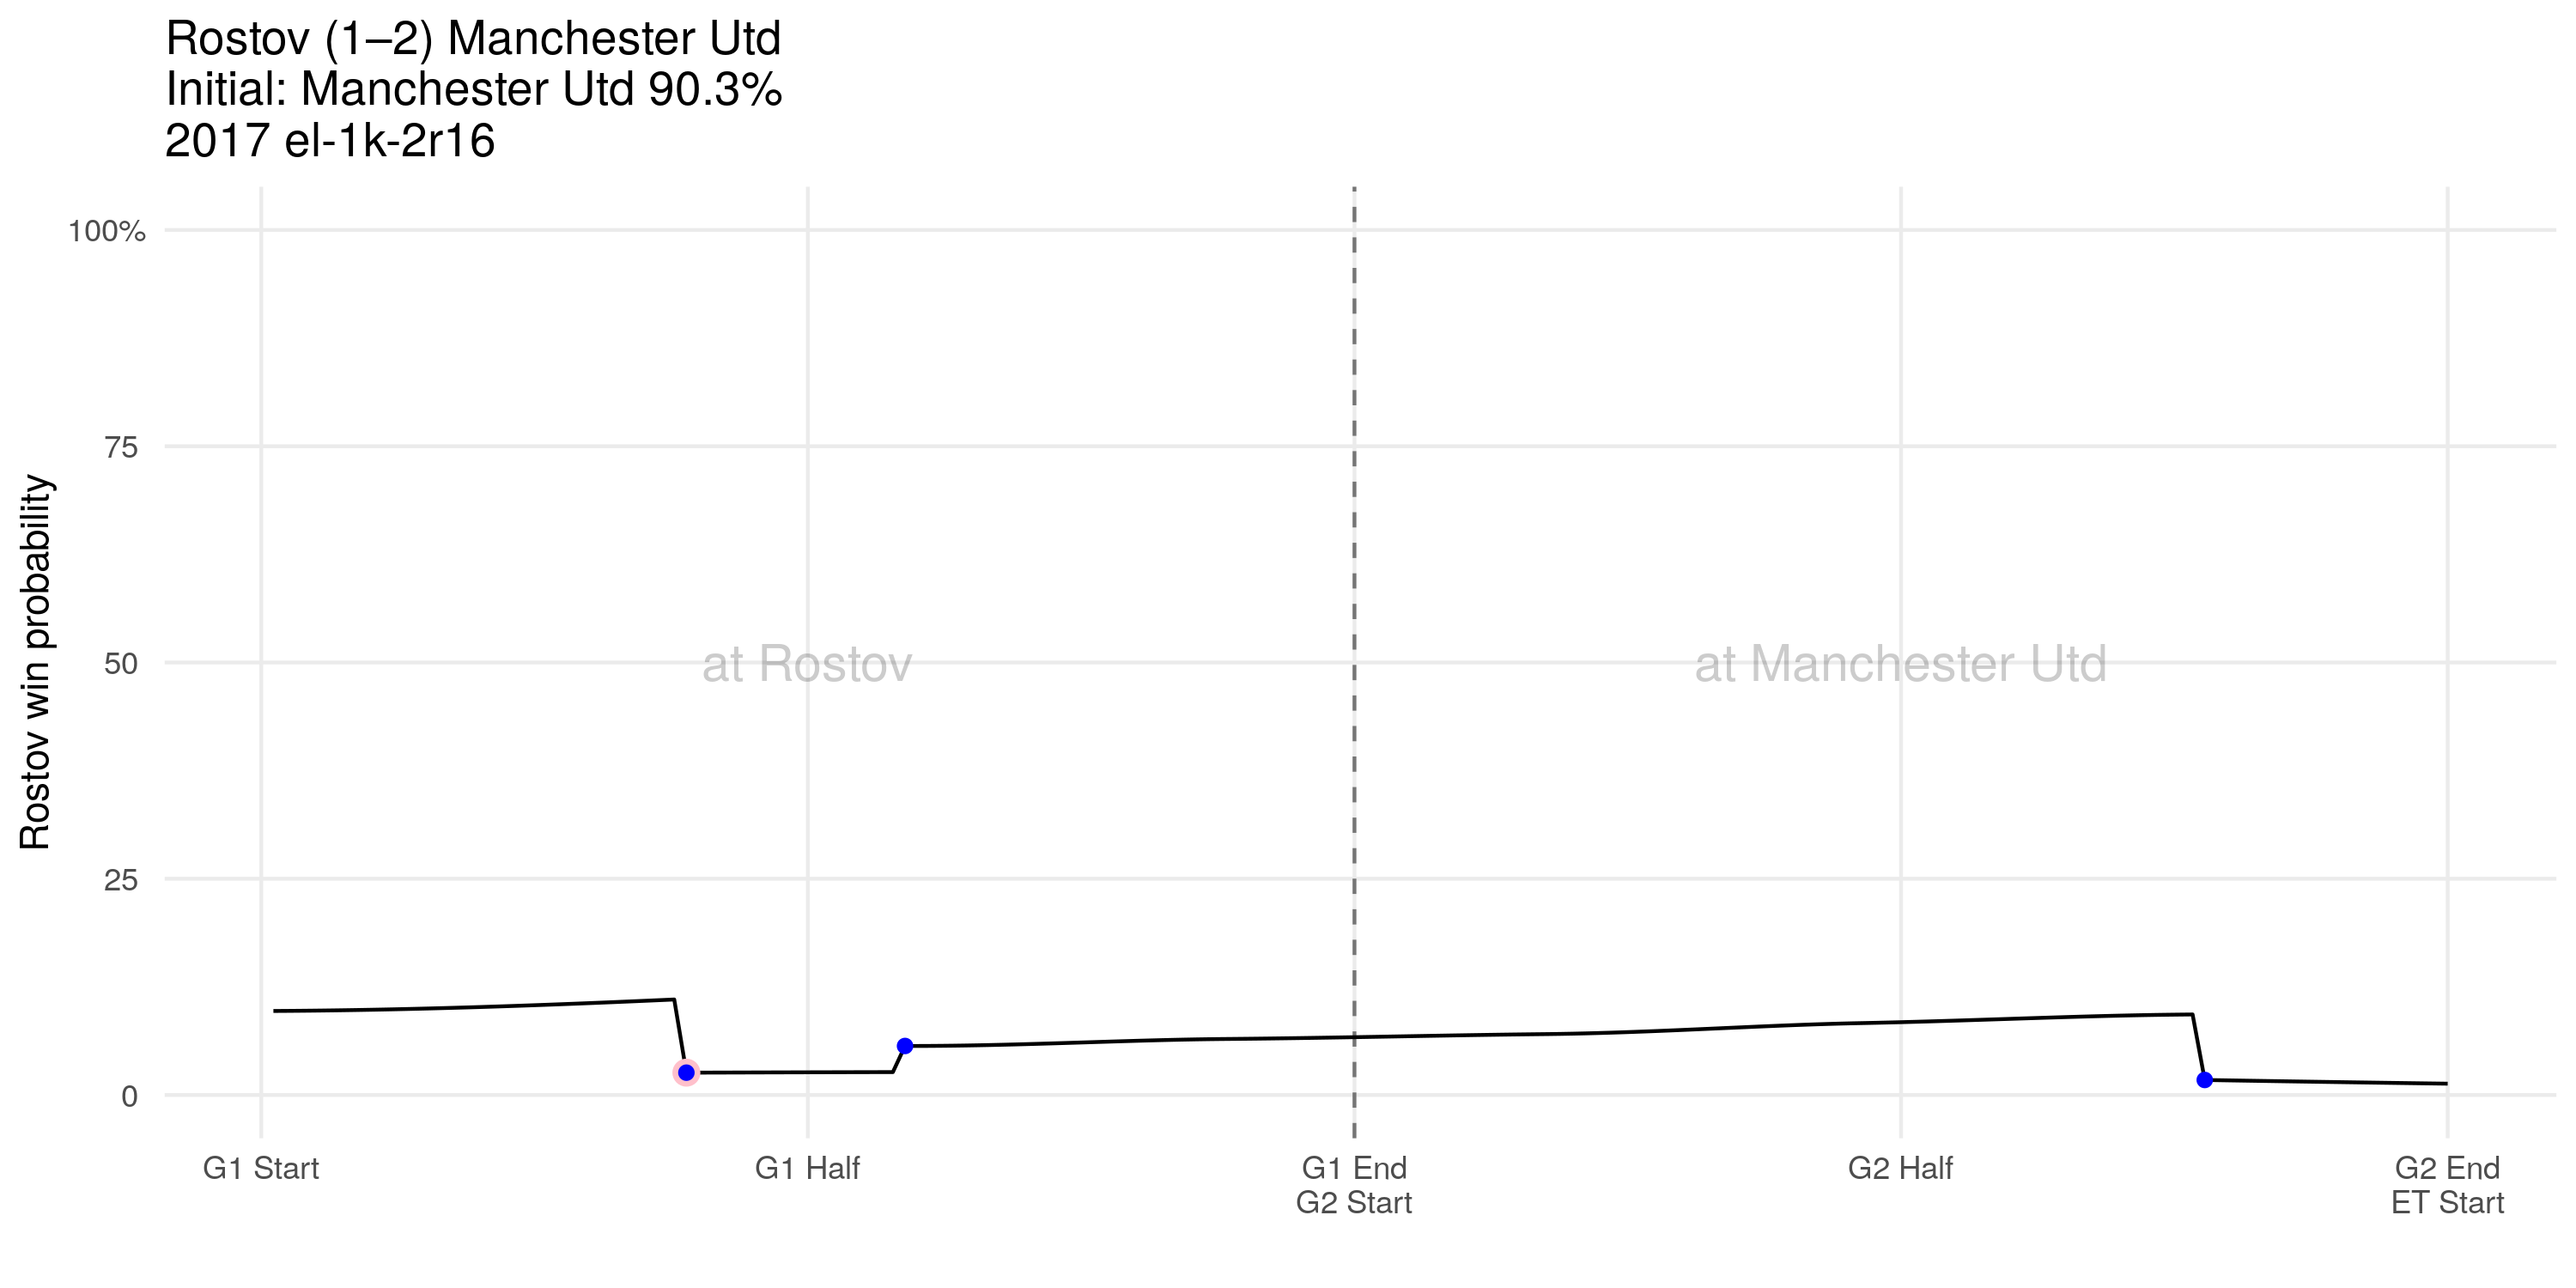 Rostov (1–2) Manchester Utd
Initial: Manchester Utd 90.3%
2017 el-1k-2r16
Rostov win probability
100%
75
50
25
0
at Rostov
at Manchester Utd
G1 Start
G1 Half
G1 End
G2 Start
G2 Half
G2 End
ET Start